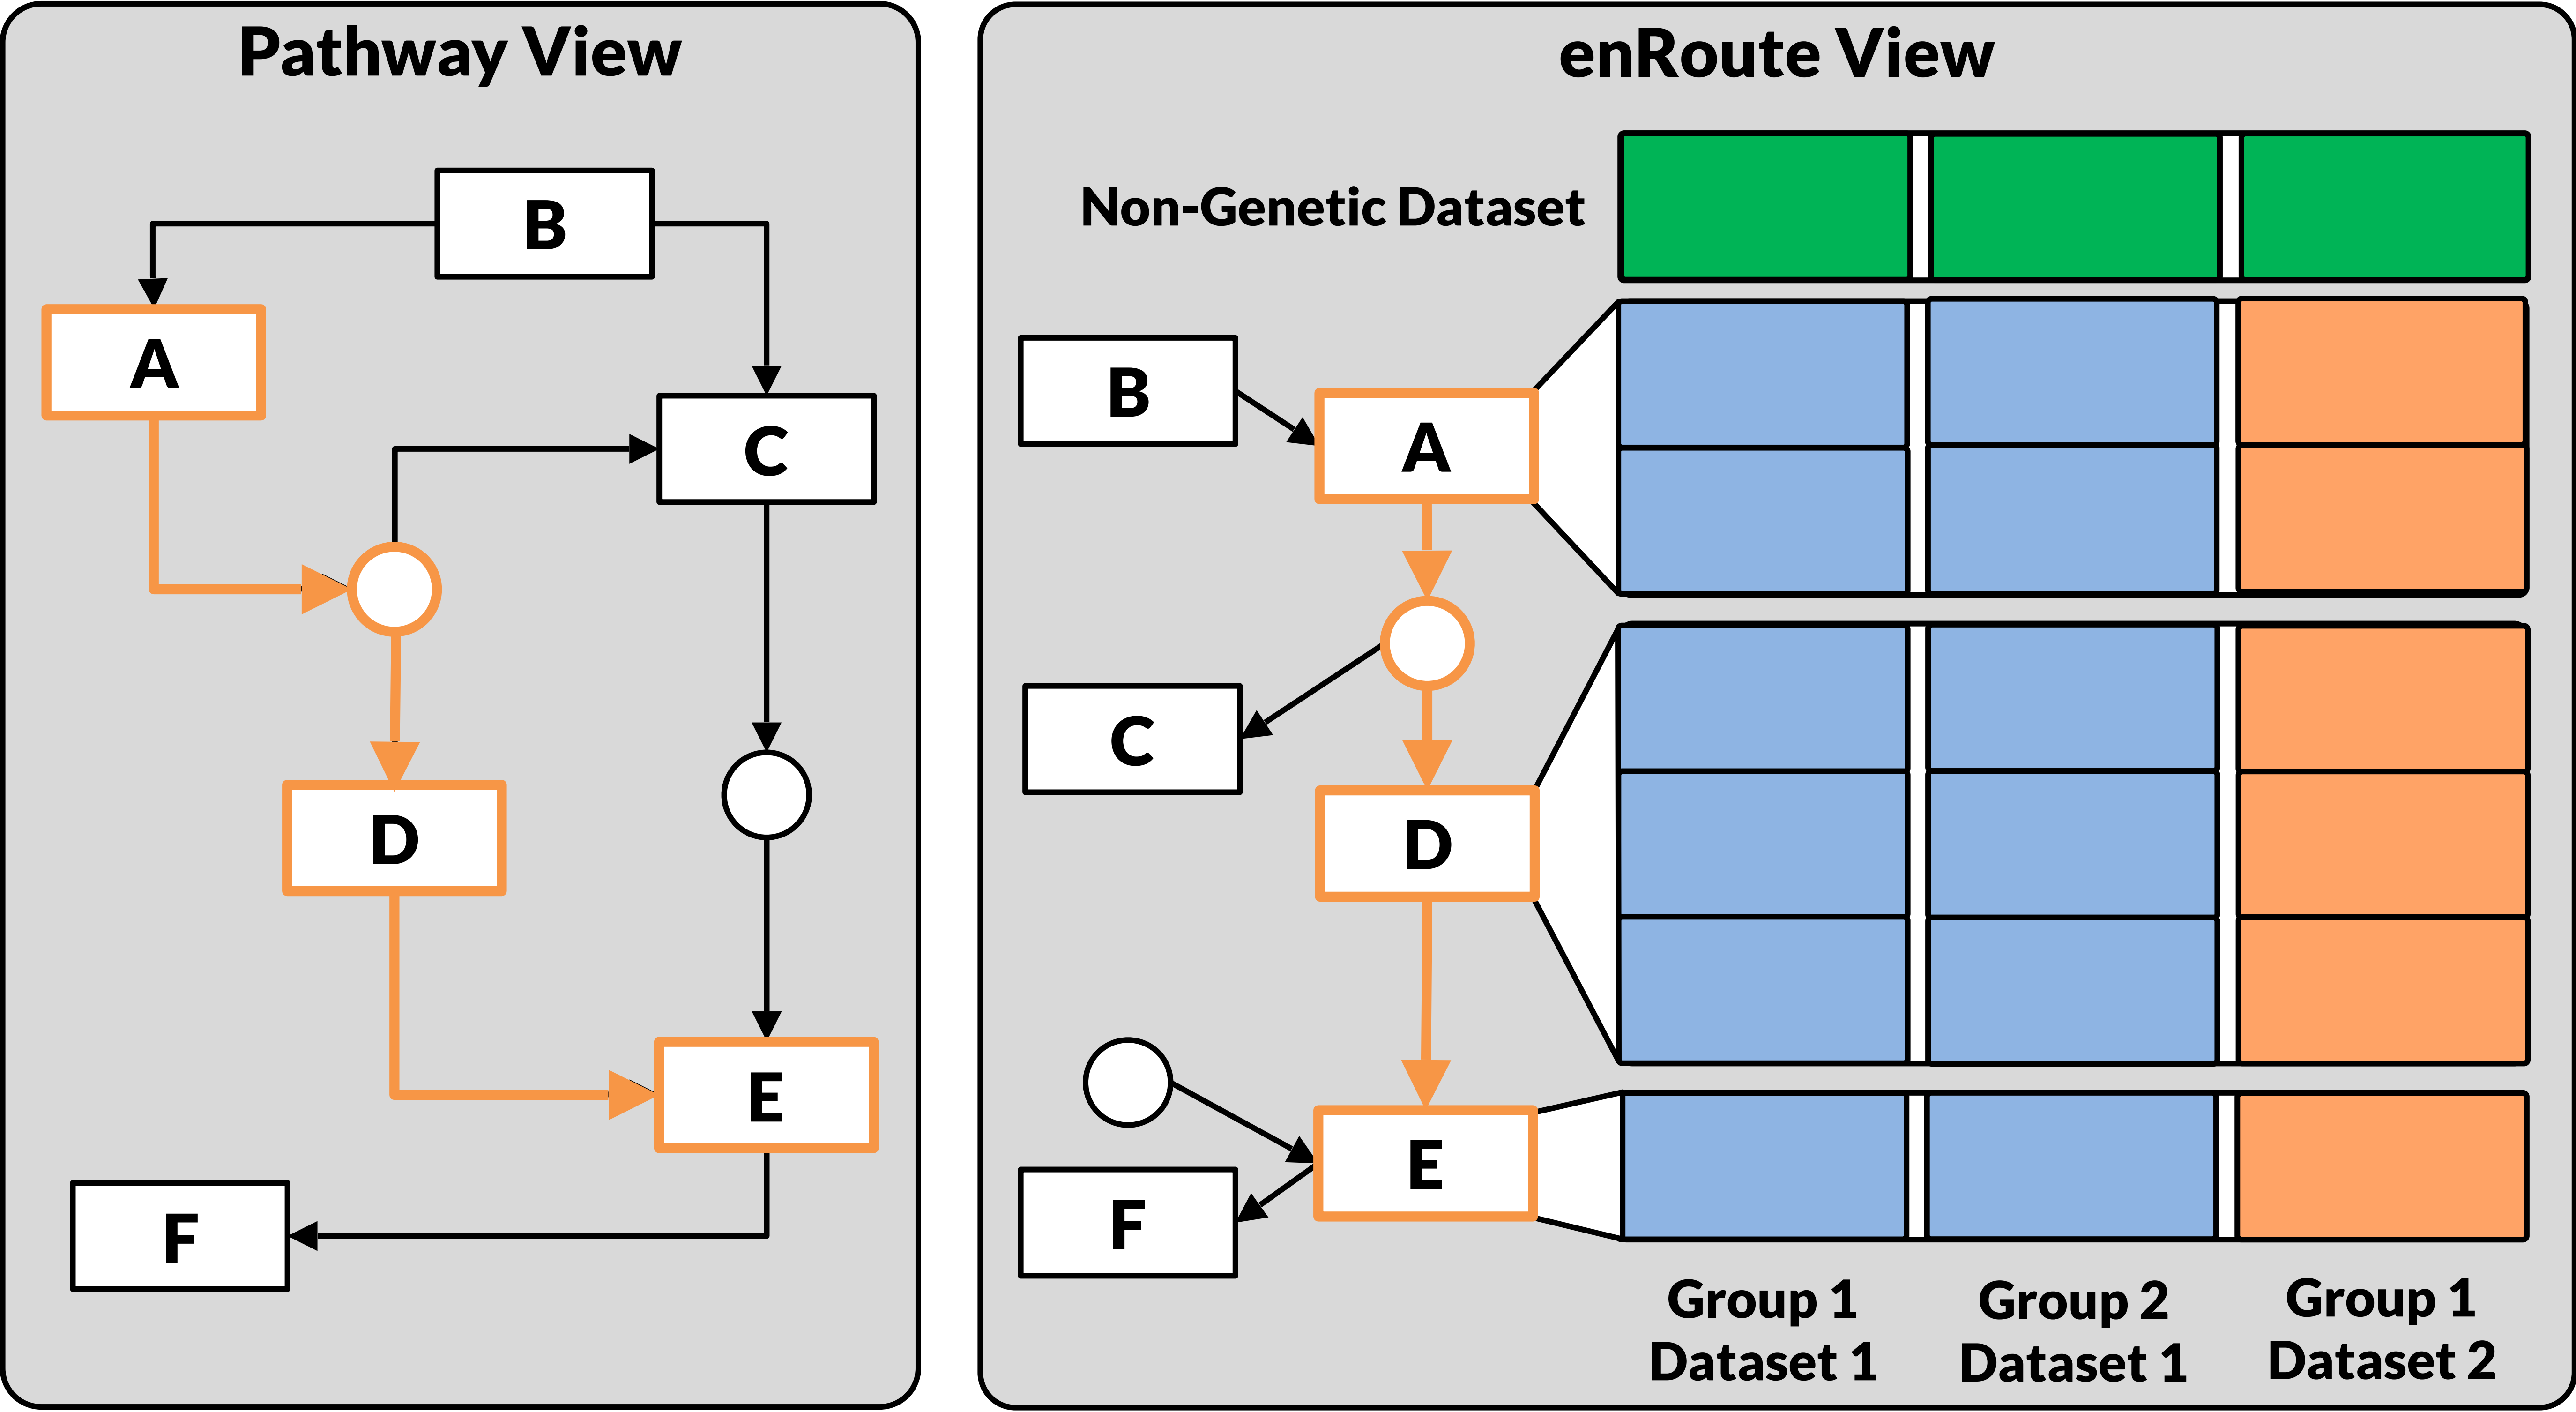 Pathway View
B
A
C
D
E
F
enRoute View
Non-Genetic Dataset
B
A
C
D
E
F
Group 1
Dataset 1
Group 2
Dataset 1
Group 1
Dataset 2